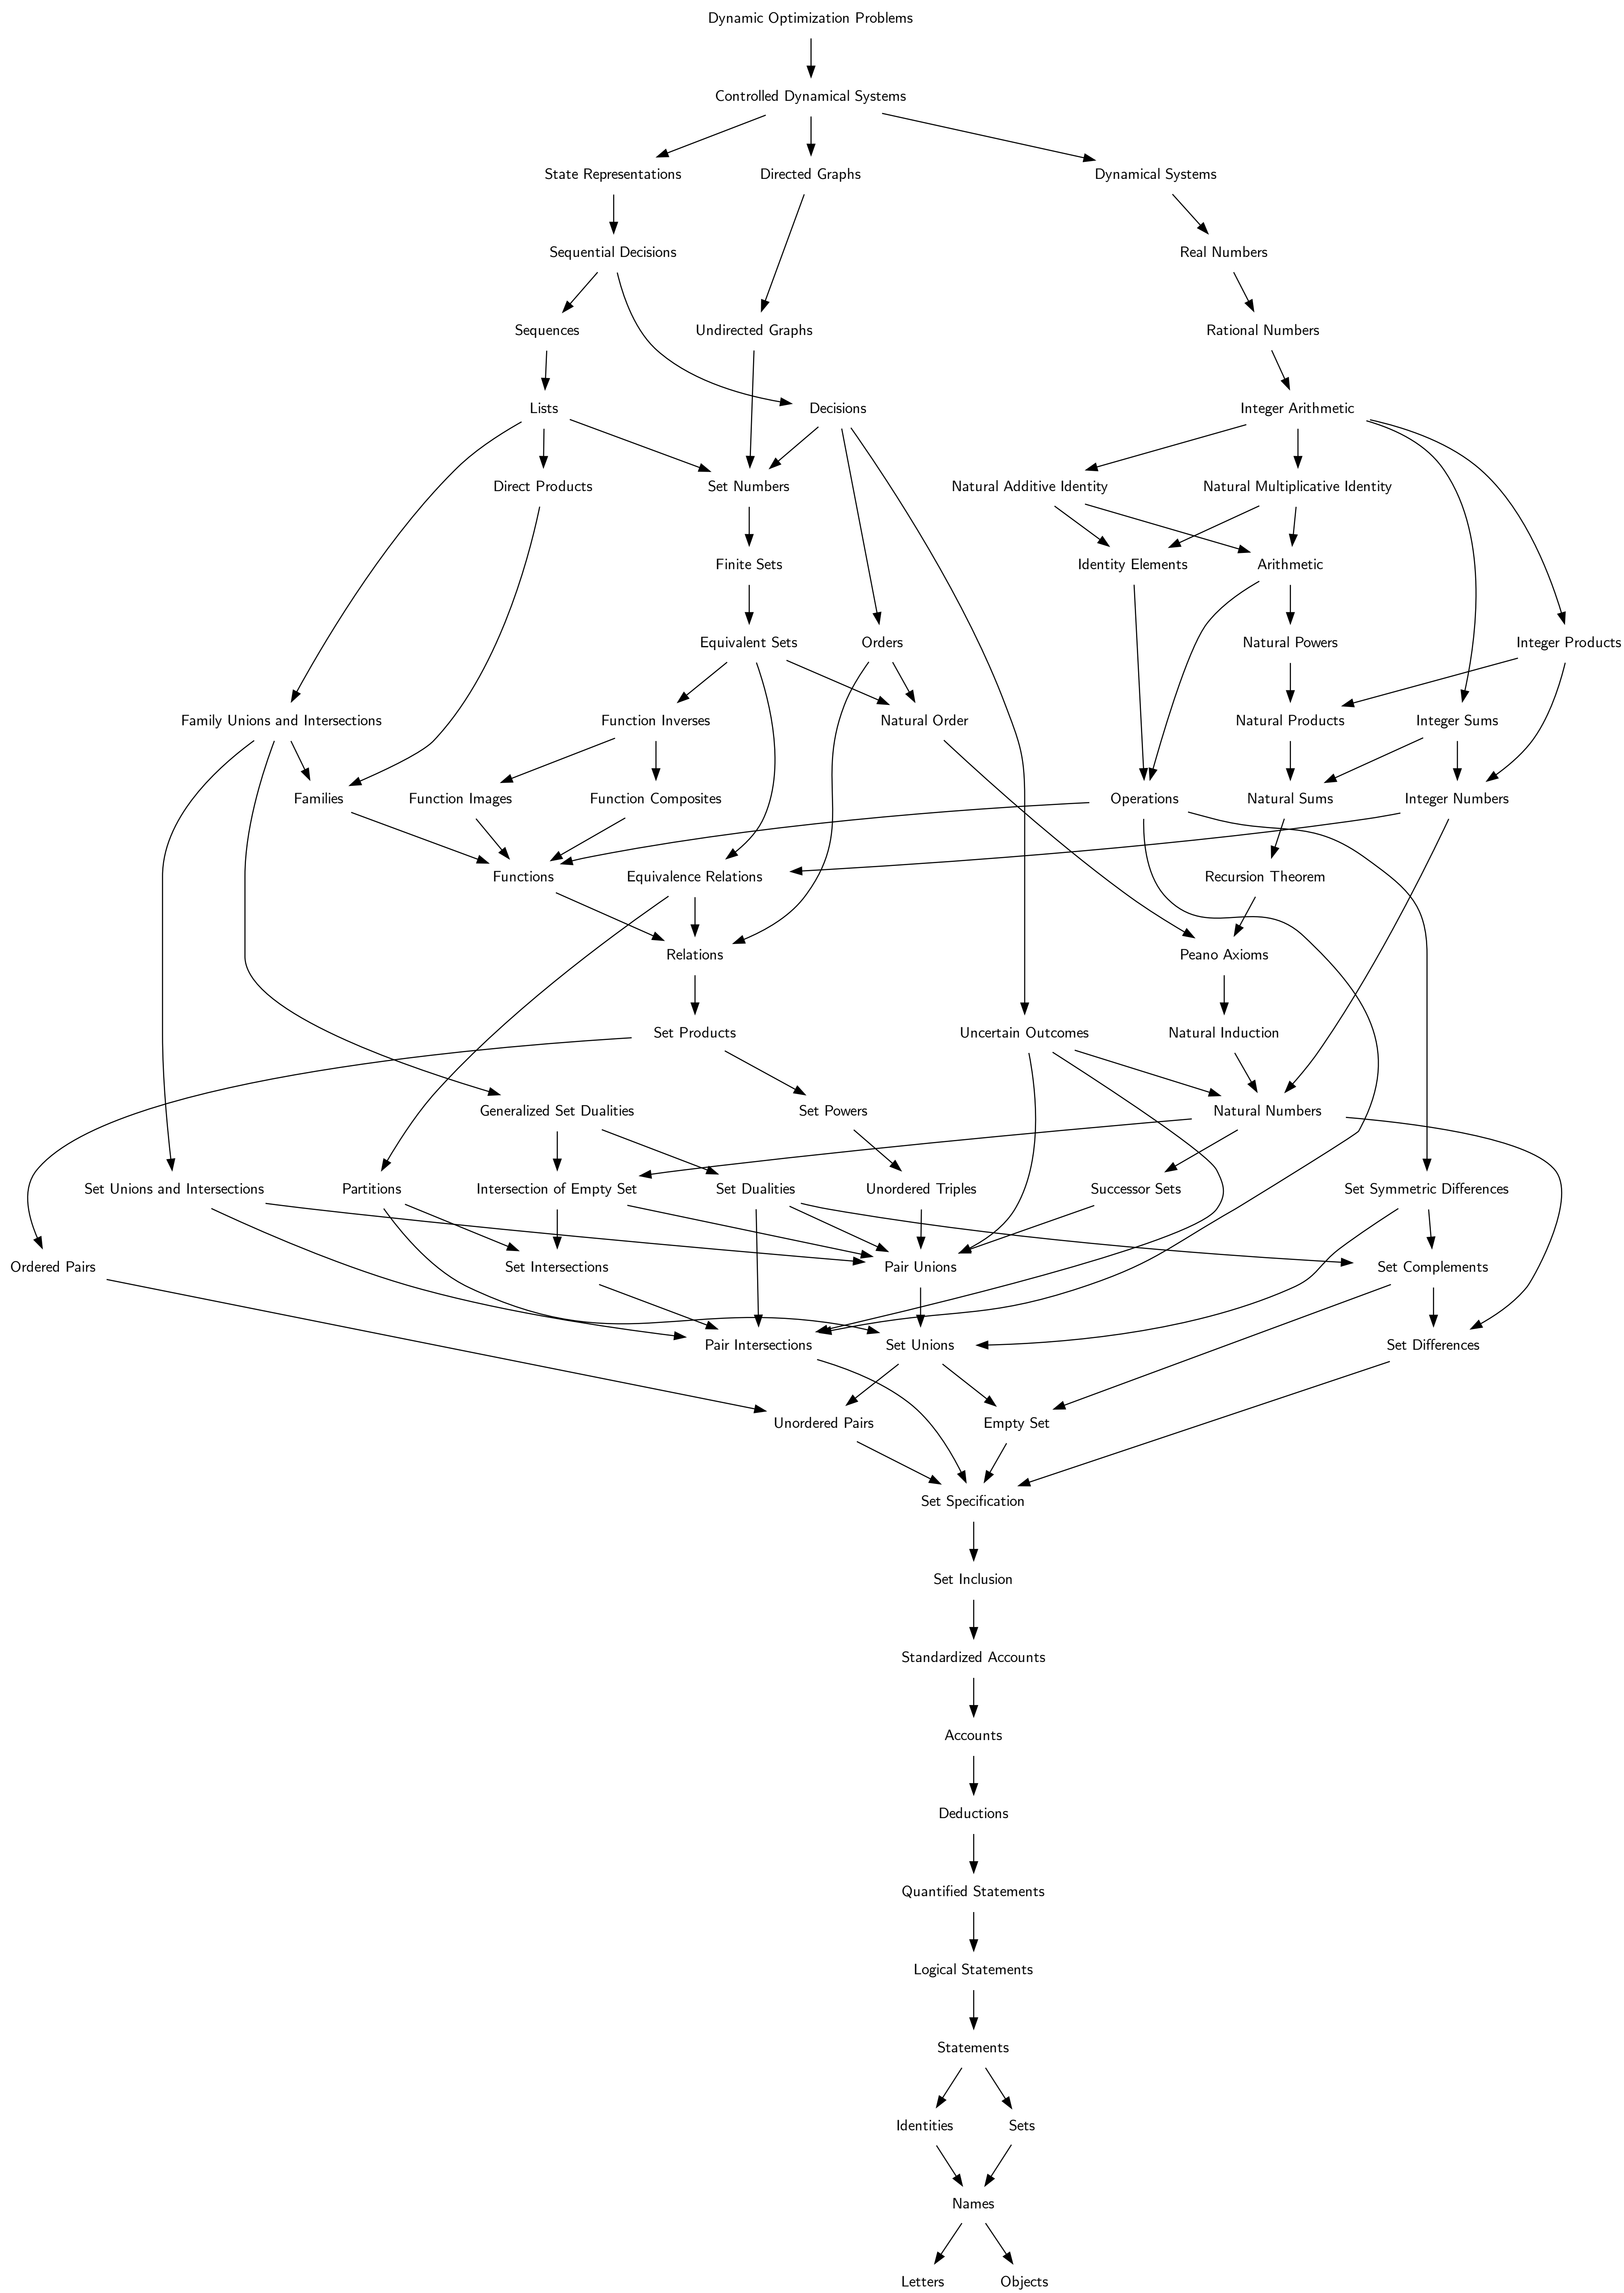 Dynamic Optimization Problems
Controlled Dynamical Systems
State Representations
Directed Graphs
Dynamical Systems
Sequential Decisions
Real Numbers
Sequences
Undirected Graphs
Rational Numbers
Lists
Decisions
Integer Arithmetic
Direct Products
Set Numbers
Natural Additive Identity
Natural Multiplicative Identity
Finite Sets
Identity Elements
Arithmetic
Equivalent Sets
Orders
Natural Powers
Integer Products
Family Unions and Intersections
Function Inverses
Natural Order
Natural Products
Integer Sums
Families
Function Images
Function Composites
Operations
Natural Sums
Integer Numbers
Functions
Equivalence Relations
Recursion Theorem
Relations
Peano Axioms
Set Products
Uncertain Outcomes
Natural Induction
Generalized Set Dualities
Set Powers
Natural Numbers
Set Unions and Intersections
Partitions
Intersection of Empty Set
Set Dualities
Unordered Triples
Successor Sets
Set Symmetric Differences
Ordered Pairs
Set Intersections
Pair Unions
Set Complements
Pair Intersections
Set Unions
Set Differences
Unordered Pairs
Empty Set
Set Specification
Set Inclusion
Standardized Accounts
Accounts
Deductions
Quantified Statements
Logical Statements
Statements
Identities
Sets
Names
Letters
Objects